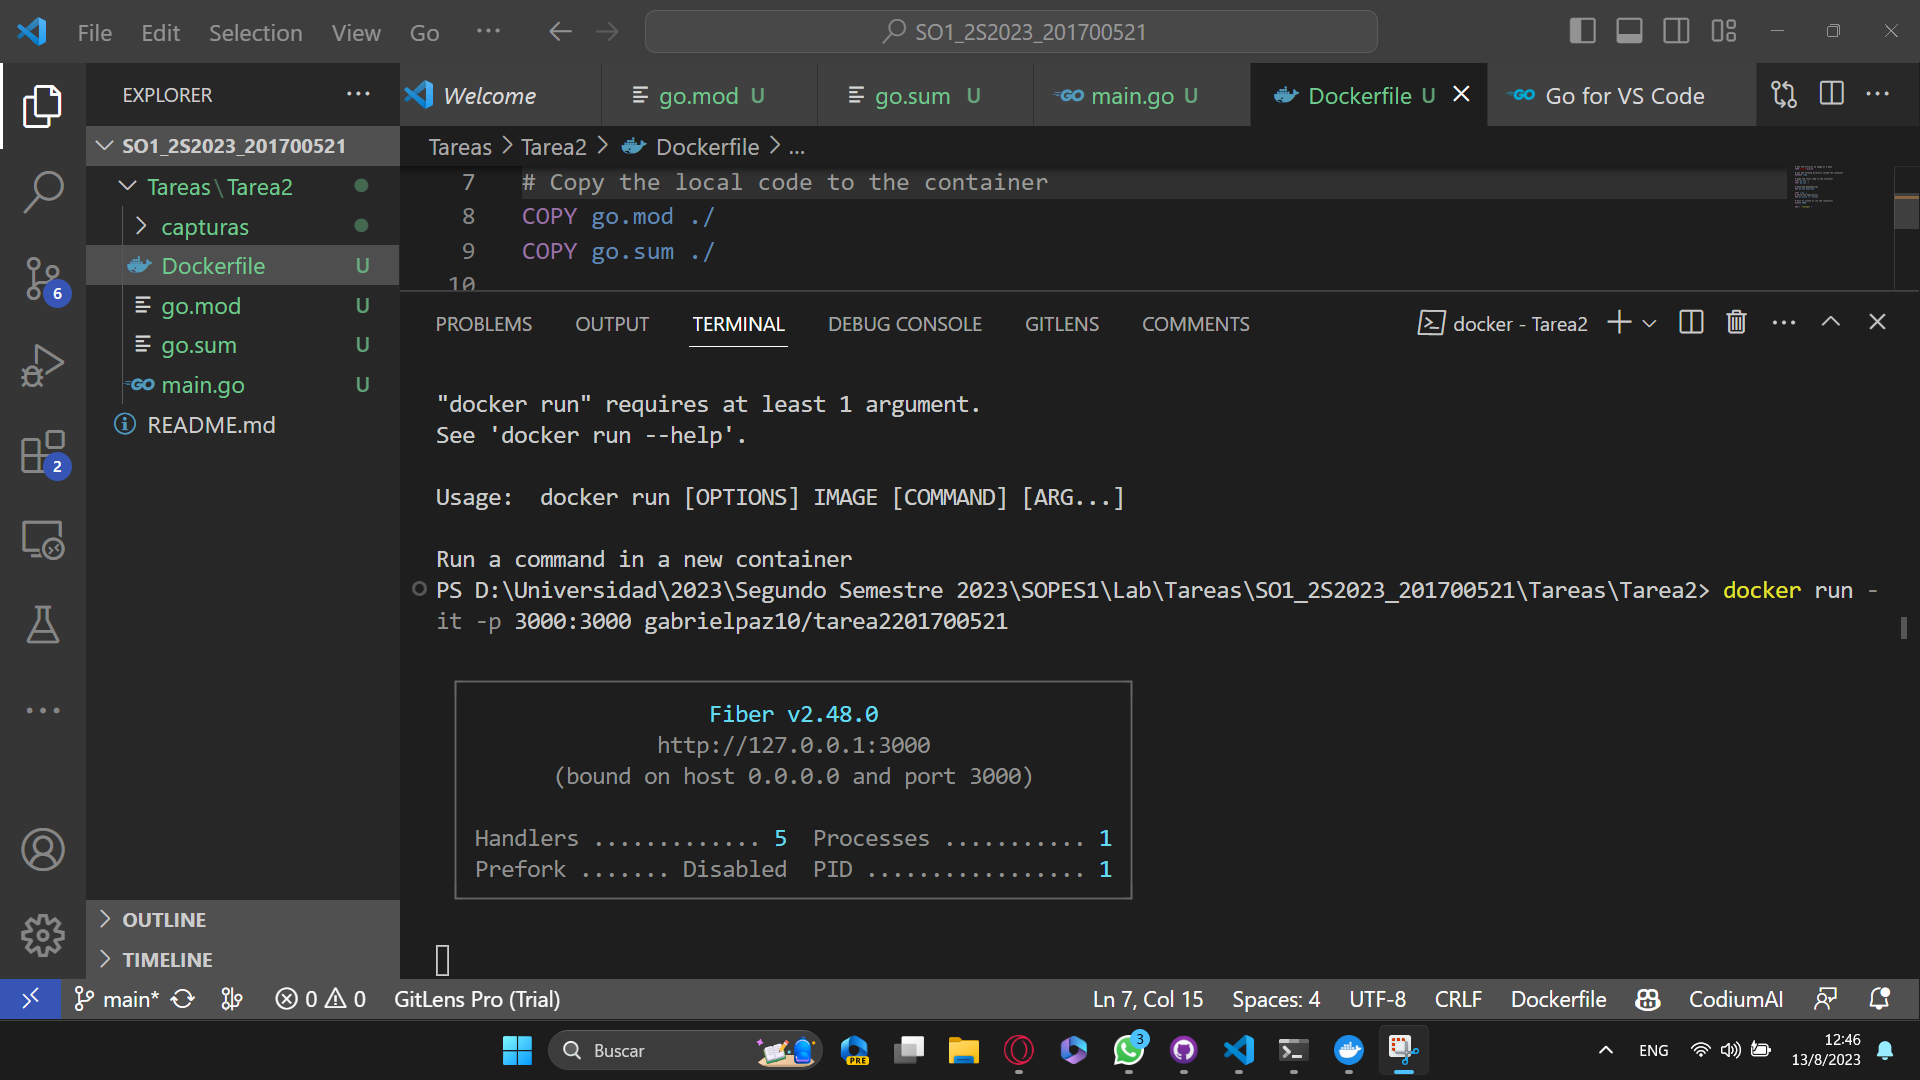 File Edit Selection View Go ...
SO1_2S2023_201700521
EXPLORER ...
Welcome
go.mod U
go.sum U
main.go U
Dockerfile U
Go for VS Code
SO1_2S2023_201700521
Tareas\Tarea2
capturas
Dockerfile U
go.mod U
go.sum U
main.go U
README.md
OUTLINE
TIMELINE
6
2
Tareas > Tarea2 > Dockerfile > ...
7 # Copy the local code to the container
8 COPY go.mod ./
9 COPY go.sum ./
10
PROBLEMS OUTPUT TERMINAL DEBUG CONSOLE GITLENS COMMENTS
docker - Tarea2
"docker run" requires at least 1 argument.
See 'docker run --help'.
Usage:  docker run [OPTIONS] IMAGE [COMMAND] [ARG...]
Run a command in a new container
PS D:\Universidad\2023\Segundo Semestre 2023\SOPES1\Lab\Tareas\SO1_2S2023_201700521\Tareas\Tarea2> docker run -
it -p 3000:3000 gabrielpaz10/tarea2201700521
Fiber v2.48.0
http://127.0.0.1:3000
(bound on host 0.0.0.0 and port 3000)
Handlers ............. 5  Processes ........... 1
Prefork ....... Disabled  PID ................. 1
main* 0 0 GitLens Pro (Trial)
Ln 7, Col 15 Spaces: 4 UTF-8 CRLF Dockerfile CodiumAI
Buscar
PRE
3
ENG
12:46
13/8/2023